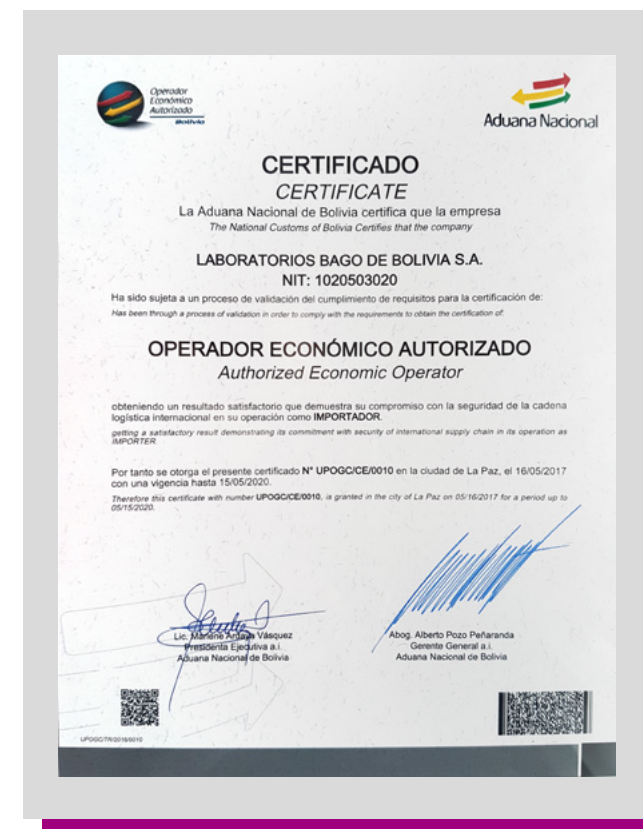 Operador
Económico
Autorizado
Bolivia
Aduana Nacional
CERTIFICADO
CERTIFICATE
La Aduana Nacional de Bolivia certifica que la empresa
The National Customs of Bolivia Certifies that the company
LABORATORIOS BAGO DE BOLIVIA S.A.
NIT: 1020503020
Ha sido sujeta a un proceso de validación del cumplimiento de requisitos para la certificación de:
Has been through a process of validation in order to comply with the requirements to obtain the certification of:
OPERADOR ECONÓMICO AUTORIZADO
Authorized Economic Operator
obteniendo un resultado satisfactorio que demuestra su compromiso con la seguridad de la cadena
logística internacional en su operación como IMPORTADOR.
getting a satisfactory result demonstrating its commitment with security of international supply chain in its operation as
IMPORTER.
Por tanto se otorga el presente certificado N° UPOGC/CE/0010 en la ciudad de La Paz, el 16/05/2017
con una vigencia hasta 15/05/2020.
Therefore this certificate with number UPOGC/CE/0010, is granted in the city of La Paz on 05/16/2017 for a period up to
05/15/2020.
Lic. Marlene Ardaya Vásquez
Presidenta Ejecutiva a.i.
Aduana Nacional de Bolivia
Abog. Alberto Pozo Peñaranda
Gerente General a.i.
Aduana Nacional de Bolivia